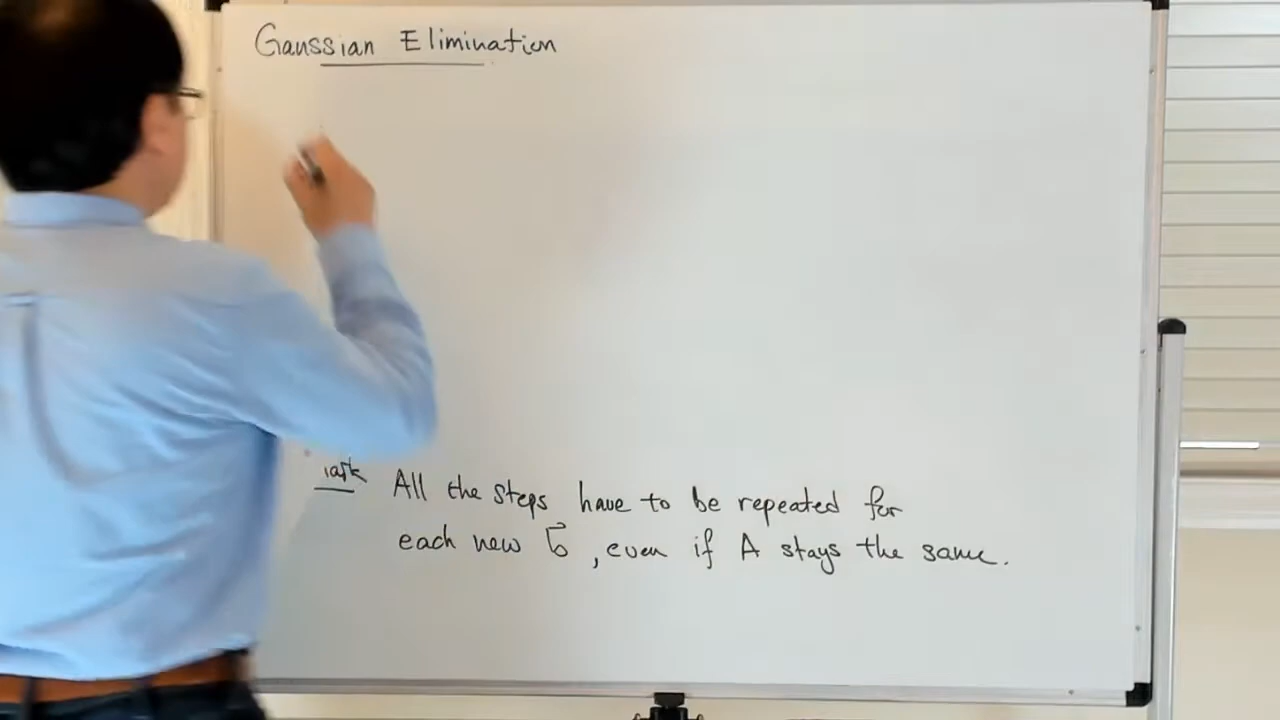 Gaussian Elimination
All the steps have to be repeated for
each new b⃗, even if A stays the same.